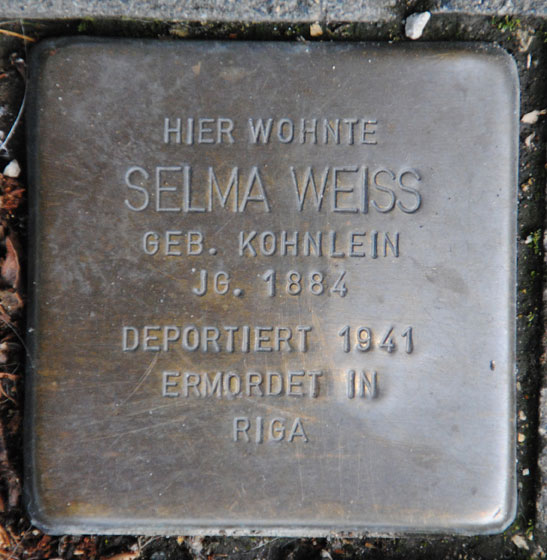 HIER WOHNTE
SELMA WEISS
GEB. KOHNLEIN
JG. 1884
DEPORTIERT 1941
ERMORDET IN
RIGA